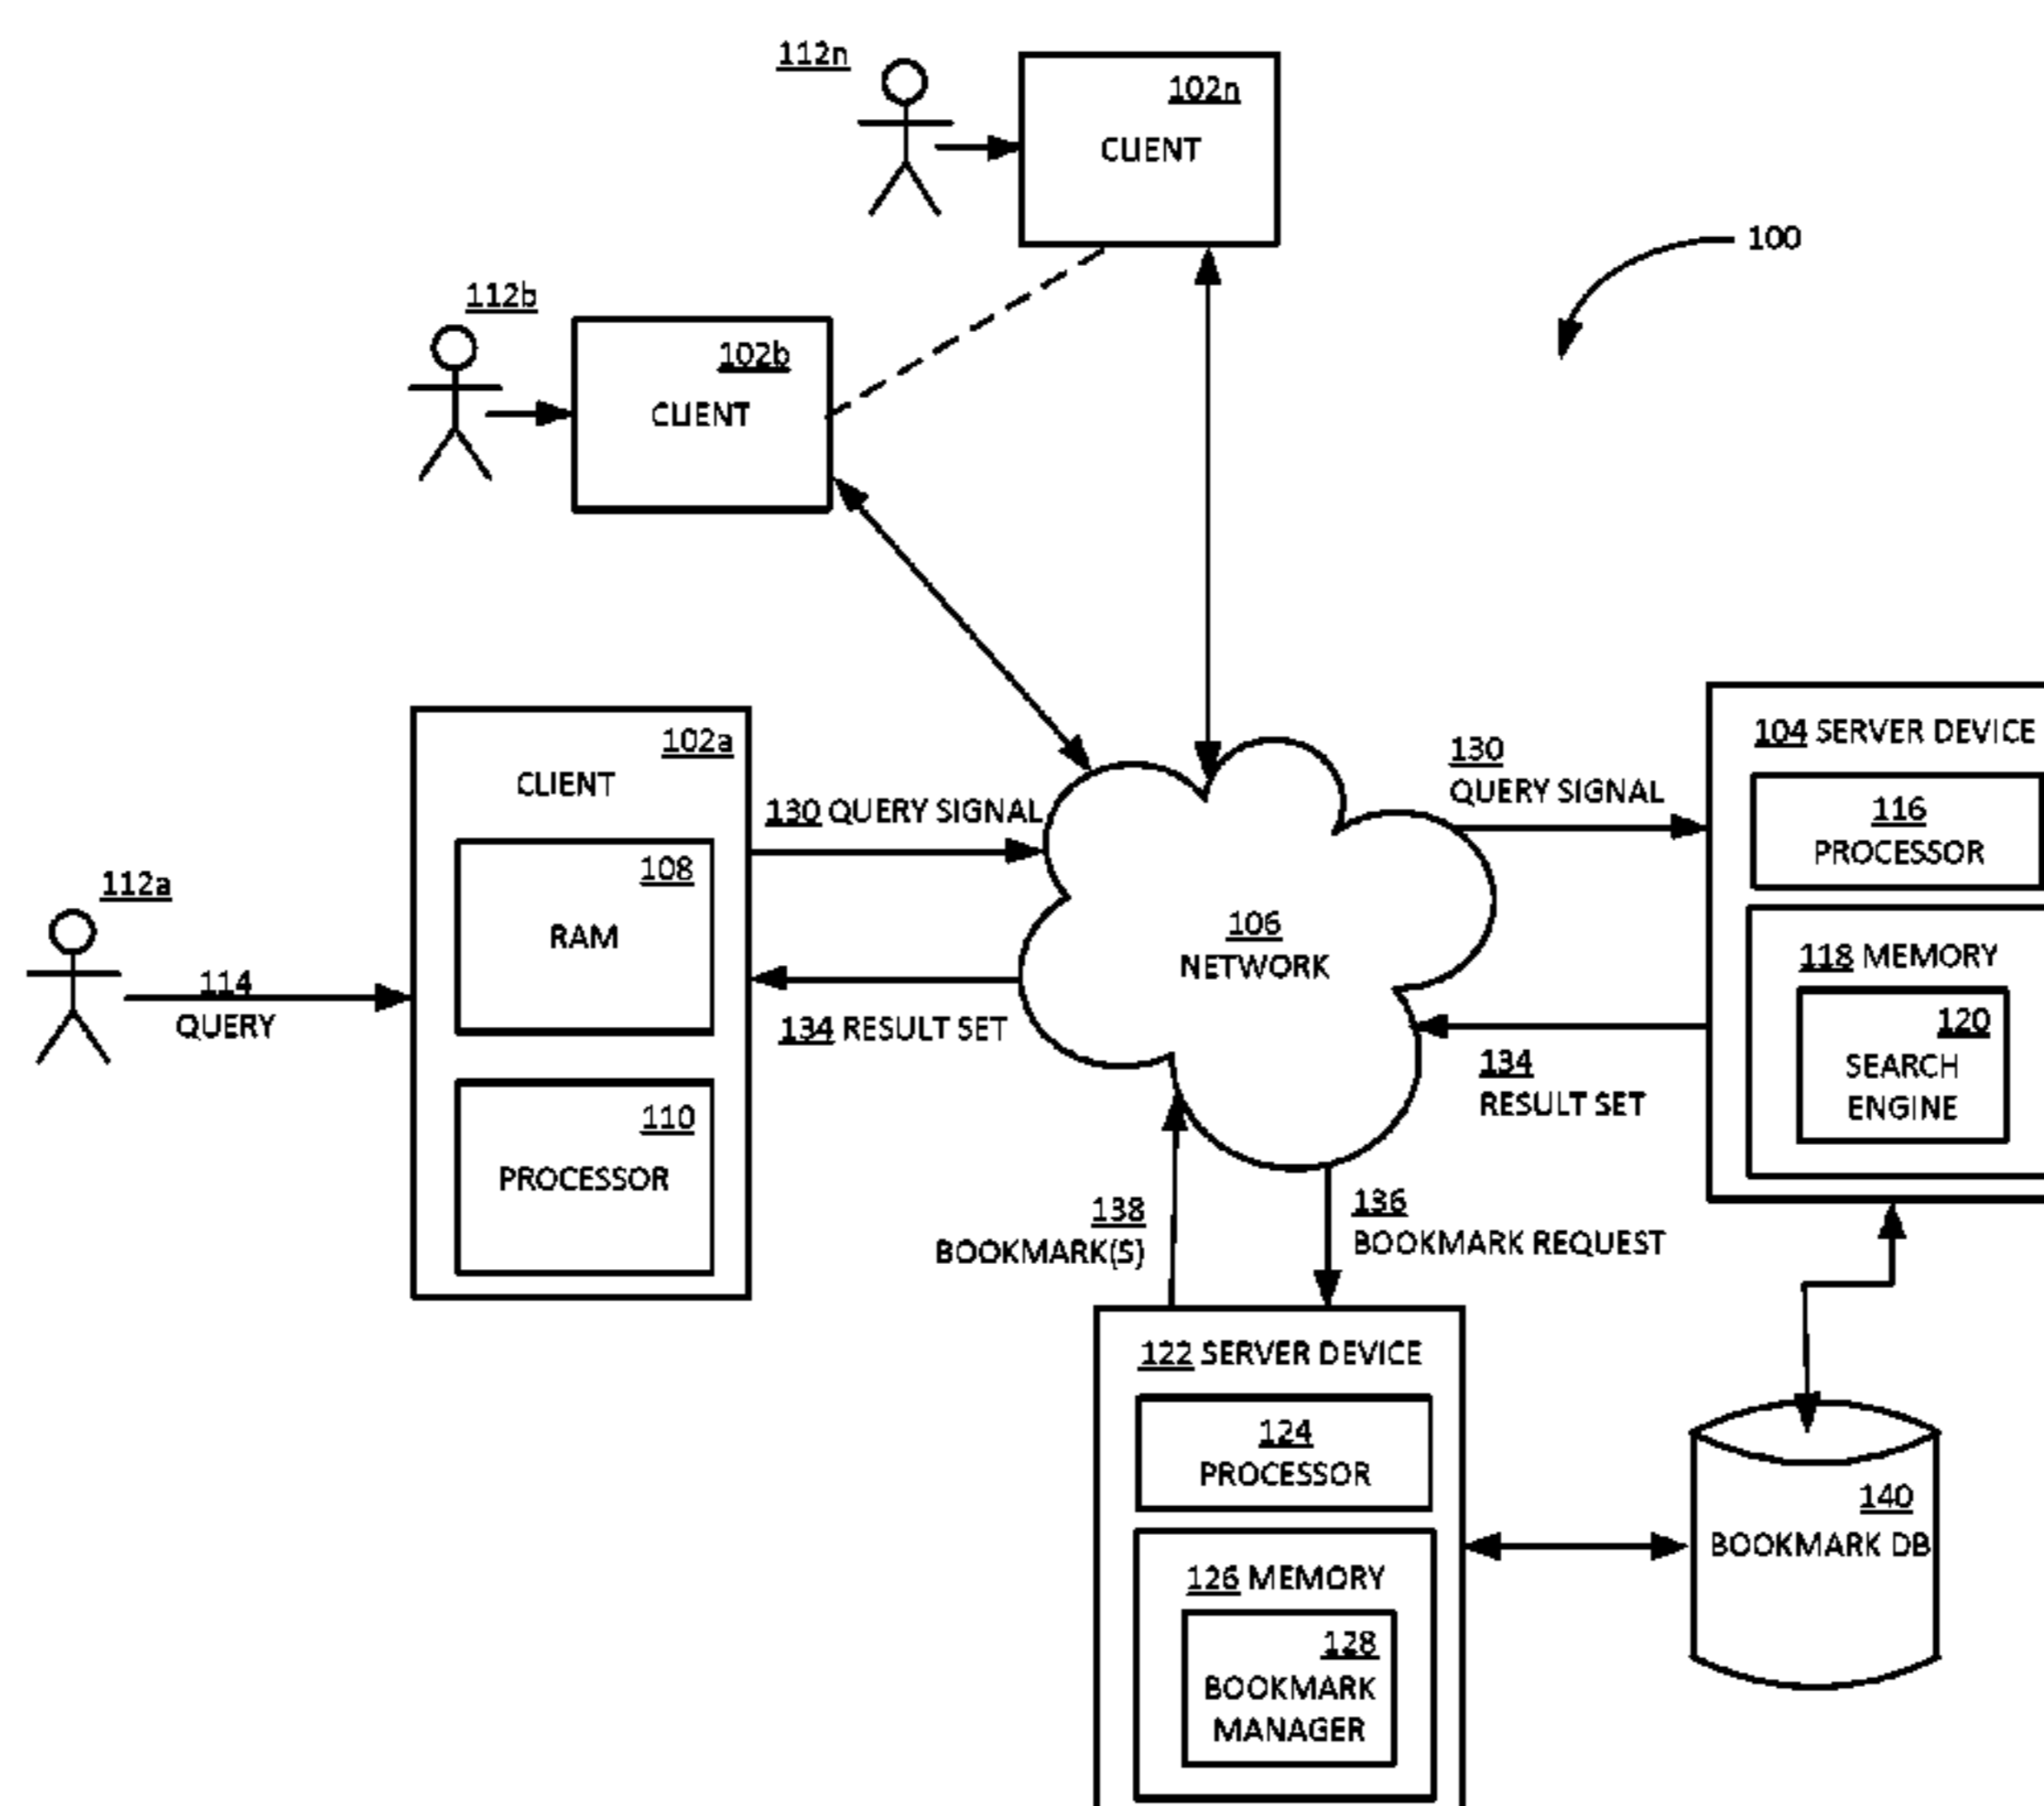 112n
102n
CLIENT
100
112b
102b
CLIENT
102a
CLIENT
108
RAM
110
PROCESSOR
112a
114
QUERY
130 QUERY SIGNAL
134 RESULT SET
106
NETWORK
130
QUERY SIGNAL
134
RESULT SET
104 SERVER DEVICE
116
PROCESSOR
118 MEMORY
120
SEARCH
ENGINE
138
BOOKMARK(S)
136
BOOKMARK REQUEST
122 SERVER DEVICE
124
PROCESSOR
126 MEMORY
128
BOOKMARK
MANAGER
140
BOOKMARK DB